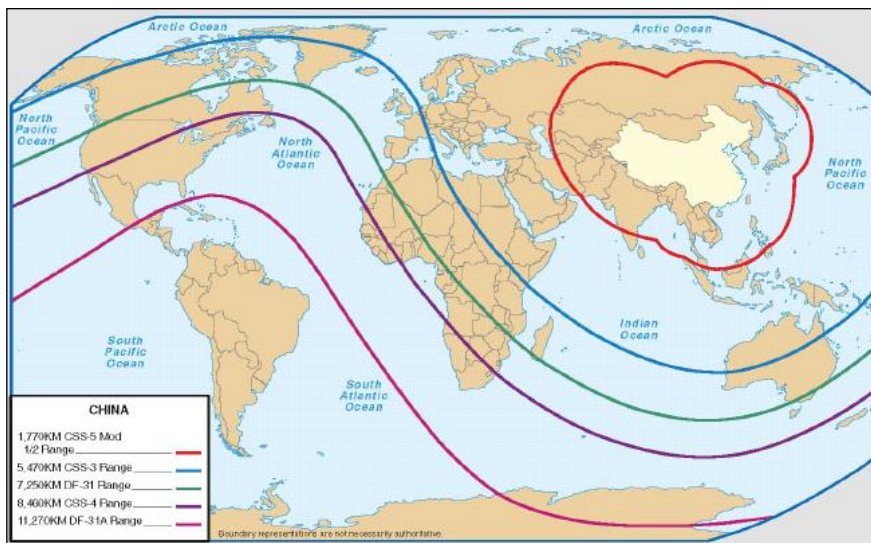 Arctic Ocean
Arctic Ocean
North
Pacific
Ocean
North
Atlantic
Ocean
North
Pacific
Ocean
Indian
Ocean
South
Pacific
Ocean
South
Atlantic
Ocean
CHINA
1,770KM CSS-5 Mod
1/2 Range
5,470KM CSS-3 Range
7,250KM DF-31 Range
8,460KM CSS-4 Range
11,270KM DF-31A Range
Boundary representations are not necessarily authoritative.